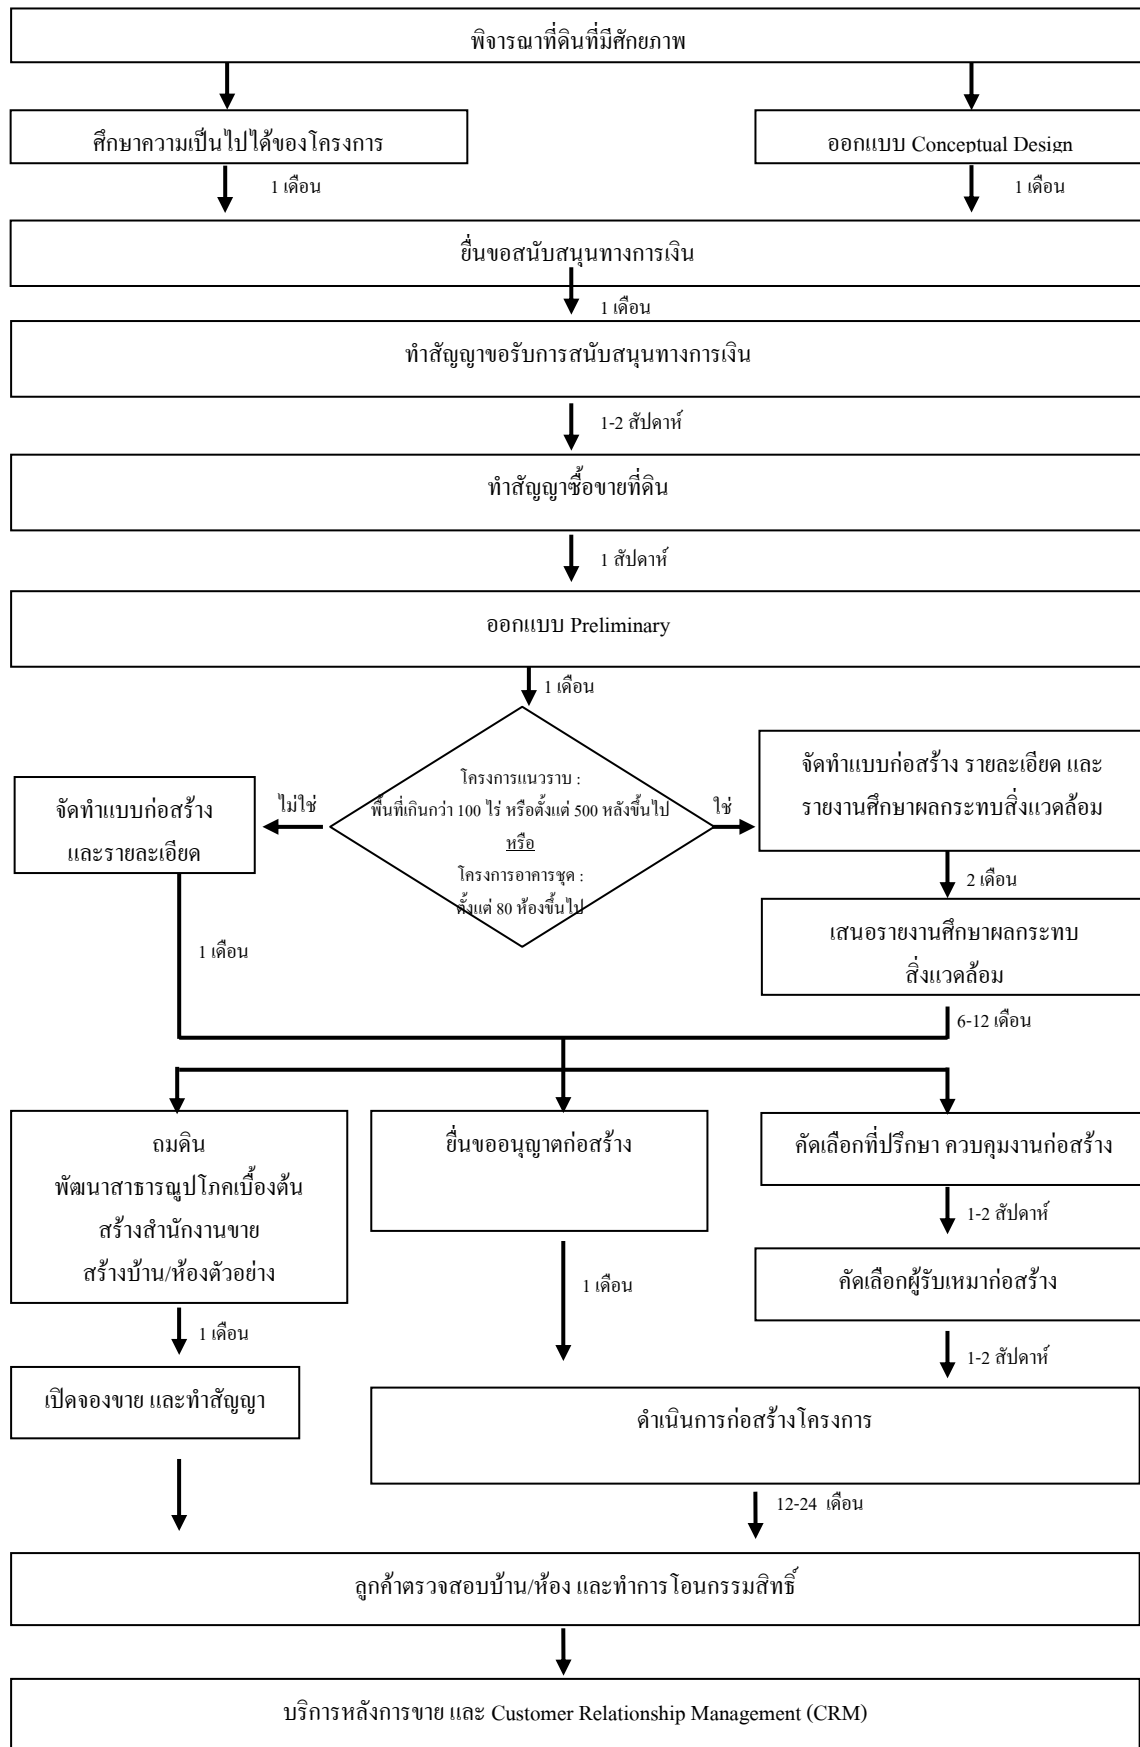 พิจารณาที่ดินที่มีศักยภาพ
ศึกษาความเป็นไปได้ของโครงการ
ออกแบบ Conceptual Design
1 เดือน
1 เดือน
ยื่นขอสนับสนุนทางการเงิน
1 เดือน
ทำสัญญาขอรับการสนับสนุนทางการเงิน
1-2 สัปดาห์
ทำสัญญาซื้อขายที่ดิน
1 สัปดาห์
ออกแบบ Preliminary
1 เดือน
จัดทำแบบก่อสร้าง
และรายละเอียด
ไม่ใช่
โครงการแนวราบ :
พื้นที่เกินกว่า 100 ไร่ หรือตั้งแต่ 500 หลังขึ้นไป
หรือ
โครงการอาคารชุด :
ตั้งแต่ 80 ห้องขึ้นไป
ใช่
จัดทำแบบก่อสร้าง รายละเอียด และ
รายงานศึกษาผลกระทบสิ่งแวดล้อม
2 เดือน
เสนอรายงานศึกษาผลกระทบ
สิ่งแวดล้อม
1 เดือน
6-12 เดือน
ถมดิน
พัฒนาสาธารณูปโภคเบื้องต้น
สร้างสำนักงานขาย
สร้างบ้าน/ห้องตัวอย่าง
ยื่นขออนุญาตก่อสร้าง
คัดเลือกที่ปรึกษา ควบคุมงานก่อสร้าง
1-2 สัปดาห์
คัดเลือกผู้รับเหมาก่อสร้าง
1 เดือน
1 เดือน
1-2 สัปดาห์
เปิดจองขาย และทำสัญญา
ดำเนินการก่อสร้างโครงการ
12-24 เดือน
ลูกค้าตรวจสอบบ้าน/ห้อง และทำการโอนกรรมสิทธิ์
บริการหลังการขาย และ Customer Relationship Management (CRM)